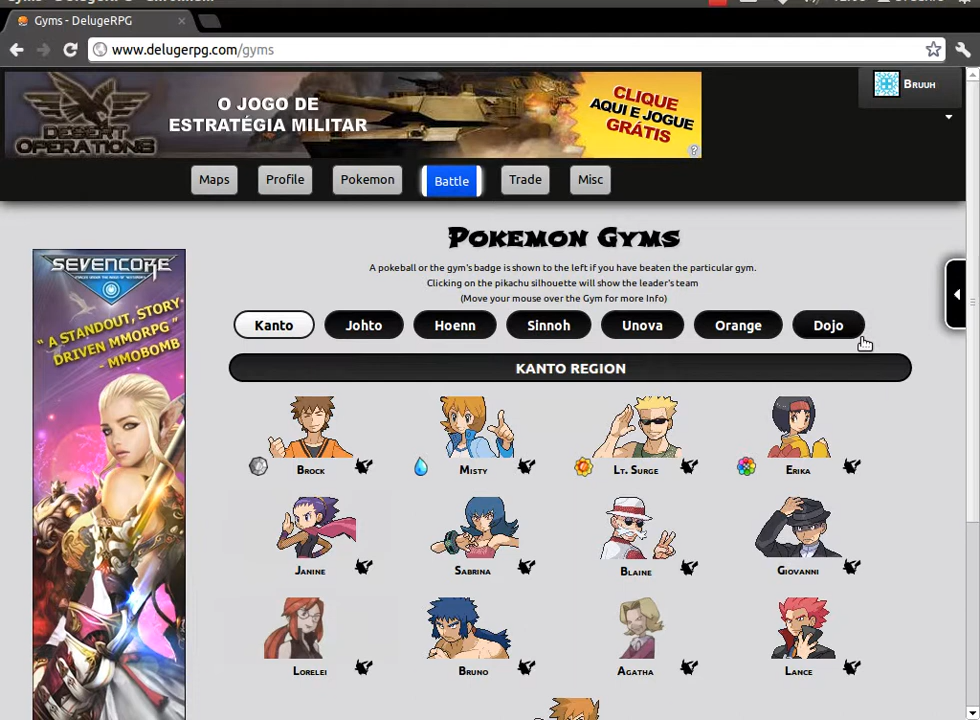 Gyms - DelugeRPG
www.delugerpg.com/gyms
DESERT
OPERATIONS
O JOGO DE
ESTRATÉGIA MILITAR
CLIQUE
AQUI E JOGUE
GRÁTIS
?
Bruuh
Maps Profile Pokemon Battle Trade Misc
Pokemon Gyms
A pokeball or the gym's badge is shown to the left if you have beaten the particular gym.
Clicking on the pikachu silhouette will show the leader's team
(Move your mouse over the Gym for more Info)
Kanto Johto Hoenn Sinnoh Unova Orange Dojo
KANTO REGION
Brock Misty Lt. Surge Erika
Janine Sabrina Blaine Giovanni
Lorelei Bruno Agatha Lance
SEVENCORE
"A STANDOUT, STORY
DRIVEN MMORPG"
- MMOBOMB